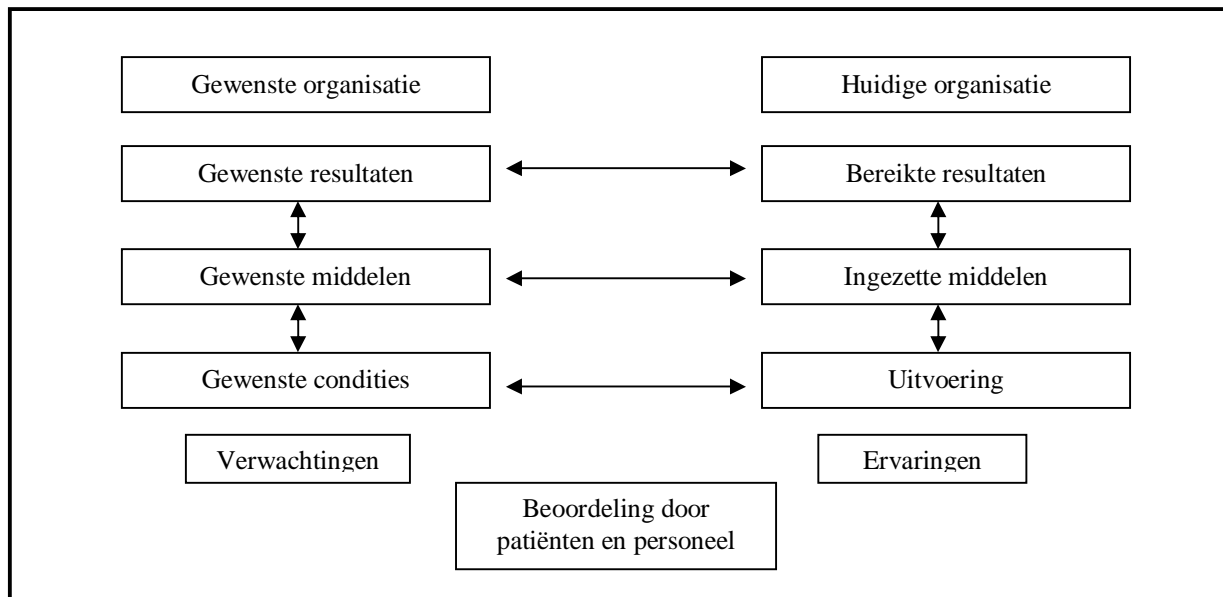 Gewenste organisatie
Huidige organisatie
Gewenste resultaten
Bereikte resultaten
Gewenste middelen
Ingezette middelen
Gewenste condities
Uitvoering
Verwachtingen
Ervaringen
Beoordeling door
patiënten en personeel